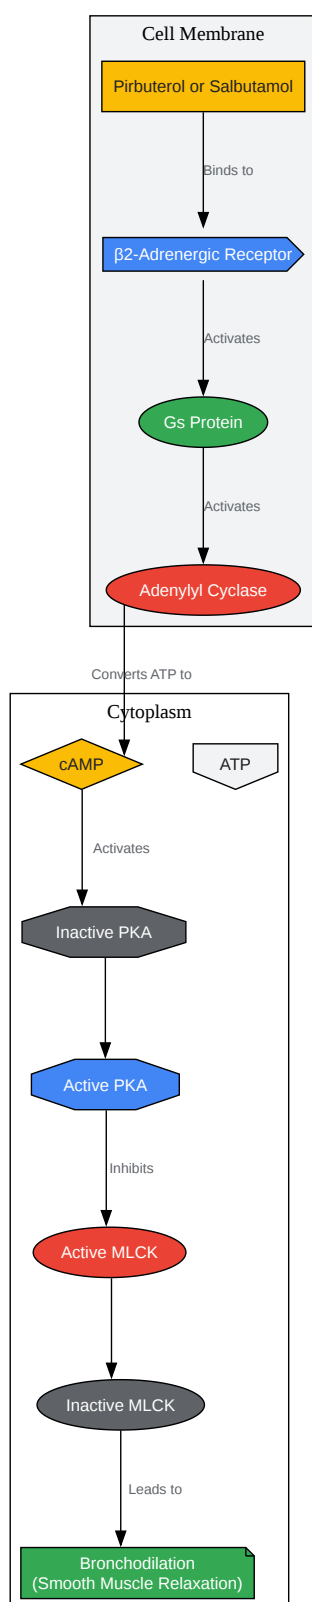 Cell Membrane
Pirbuterol or Salbutamol
Binds to
β2-Adrenergic Receptor
Activates
Gs Protein
Activates
Adenylyl Cyclase
Converts ATP to
Cytoplasm
cAMP
ATP
Activates
Inactive PKA
Active PKA
Inhibits
Active MLCK
Inactive MLCK
Leads to
Bronchodilation
(Smooth Muscle Relaxation)